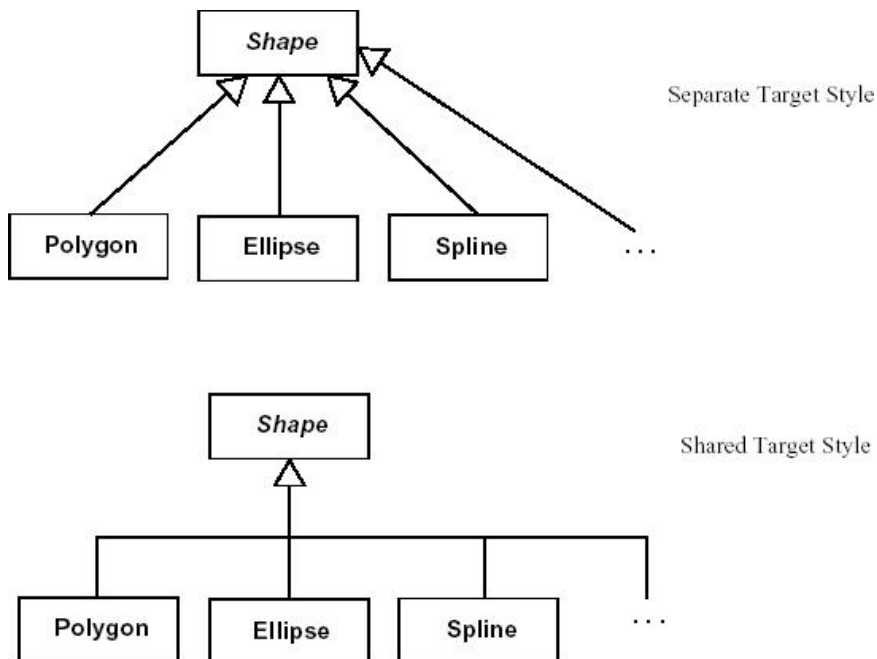 Shape
Separate Target Style
Polygon
Ellipse
Spline
...
Shape
Shared Target Style
Polygon
Ellipse
Spline
...